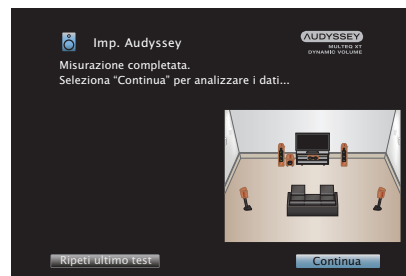 Imp. Audyssey
AUDYSSEY
MULTEQ XT
DYNAMIC VOLUME
Misurazione completata.
Seleziona “Continua” per analizzare i dati...
Ripeti ultimo test
Continua